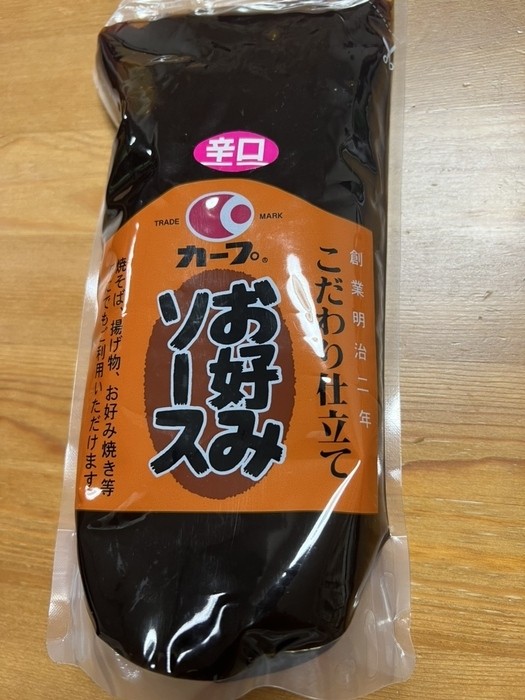 辛口
TRADE MARK
カープ®
創業明治二年
こだわり仕立て
お好み
ソース
焼そば、揚げ物、お好み焼き等
でもご利用いただけます